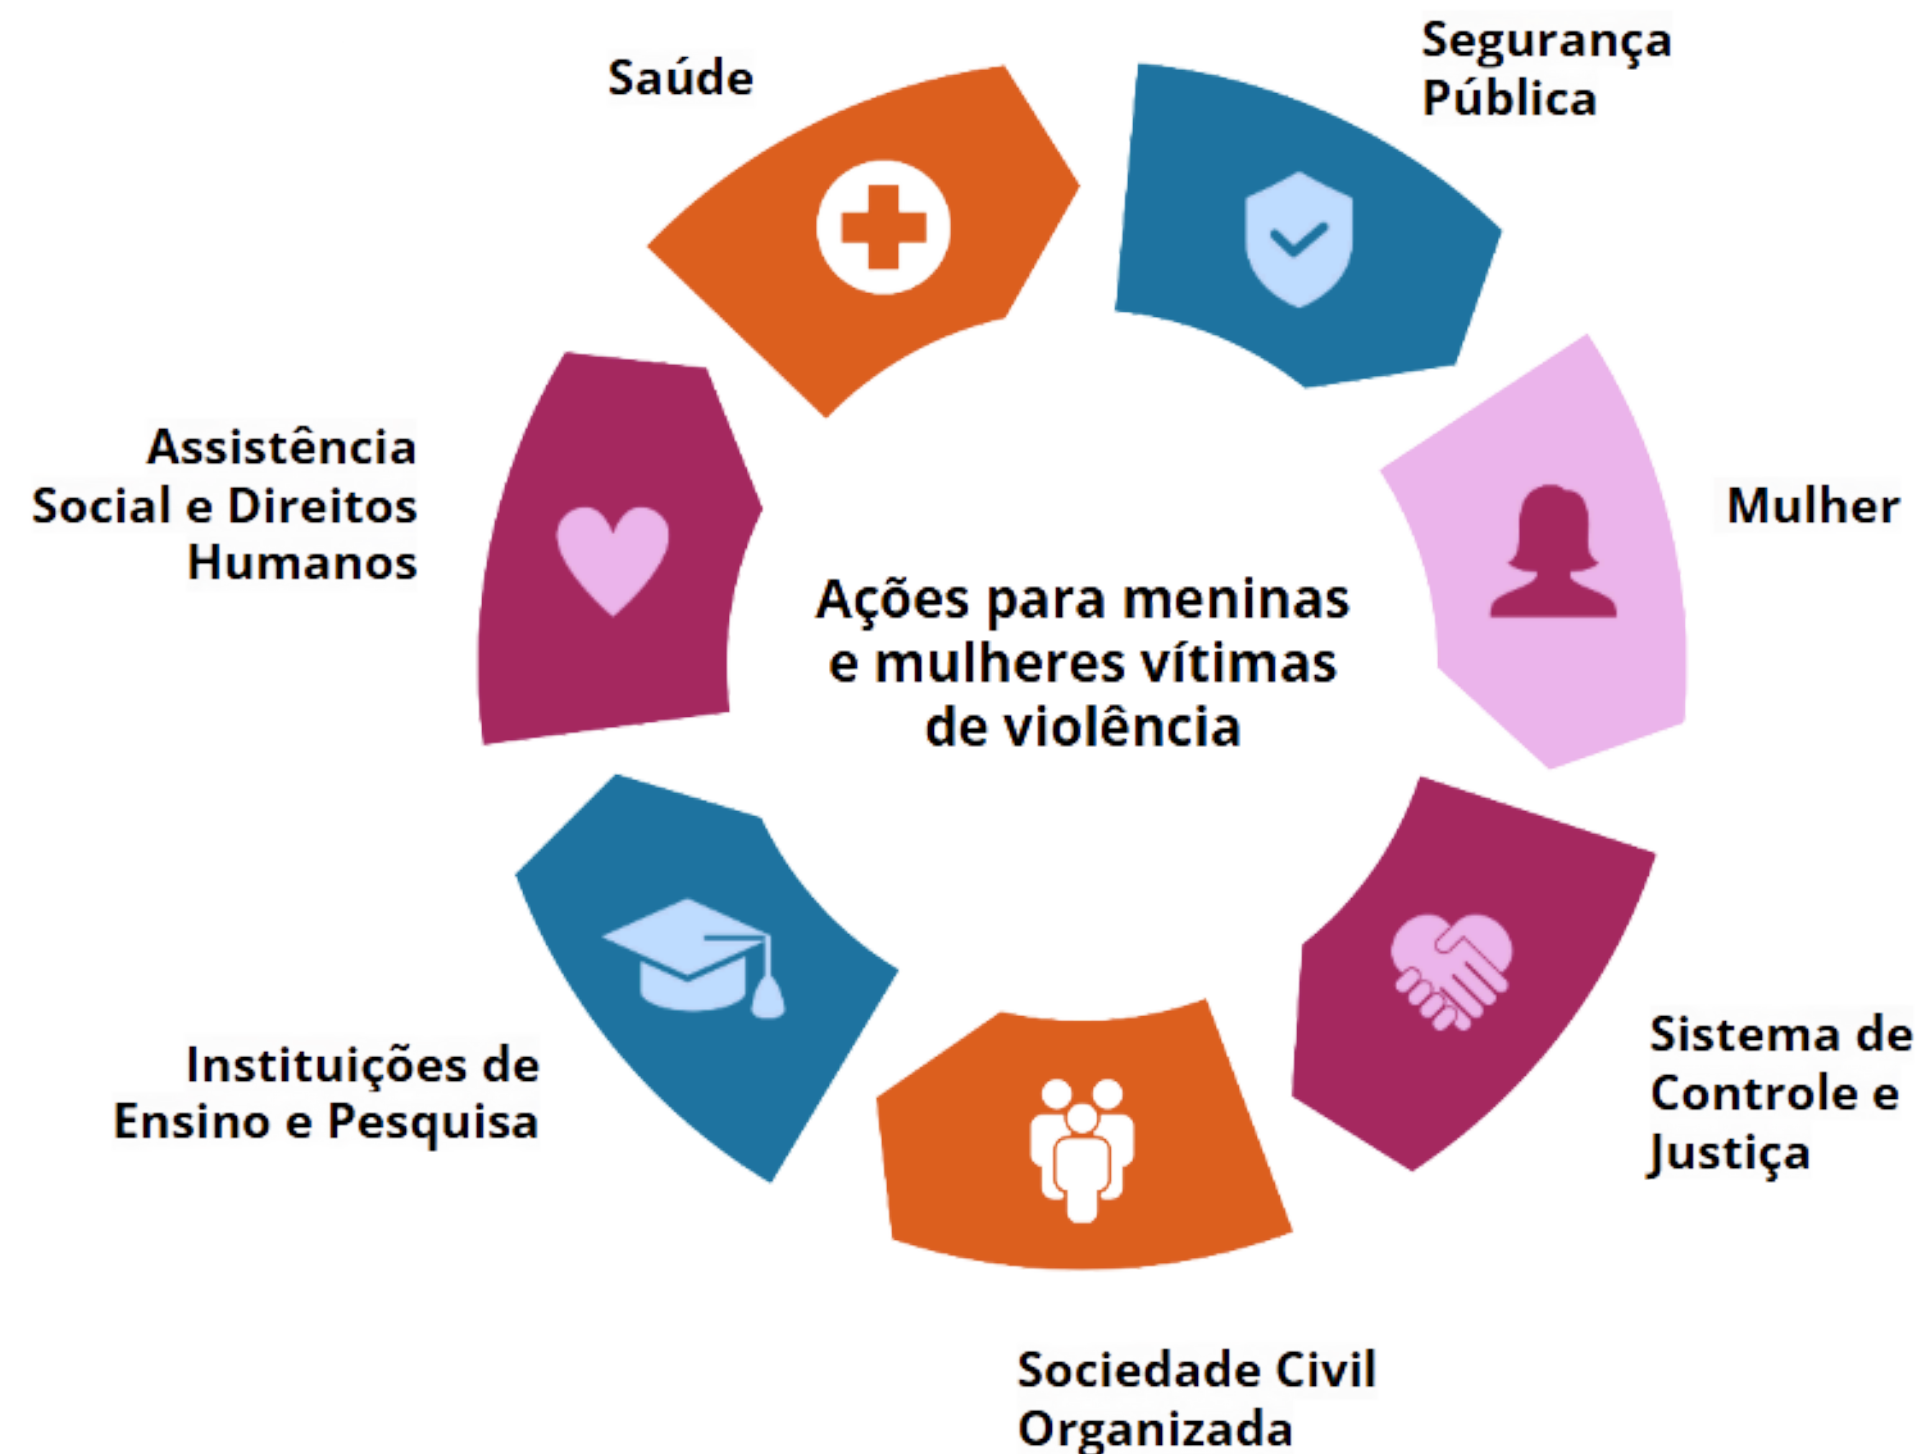 Saúde
Segurança
Pública
Mulher
Sistema de
Controle e
Justiça
Sociedade Civil
Organizada
Instituições de
Ensino e Pesquisa
Assistência
Social e Direitos
Humanos
Ações para meninas
e mulheres vítimas
de violência